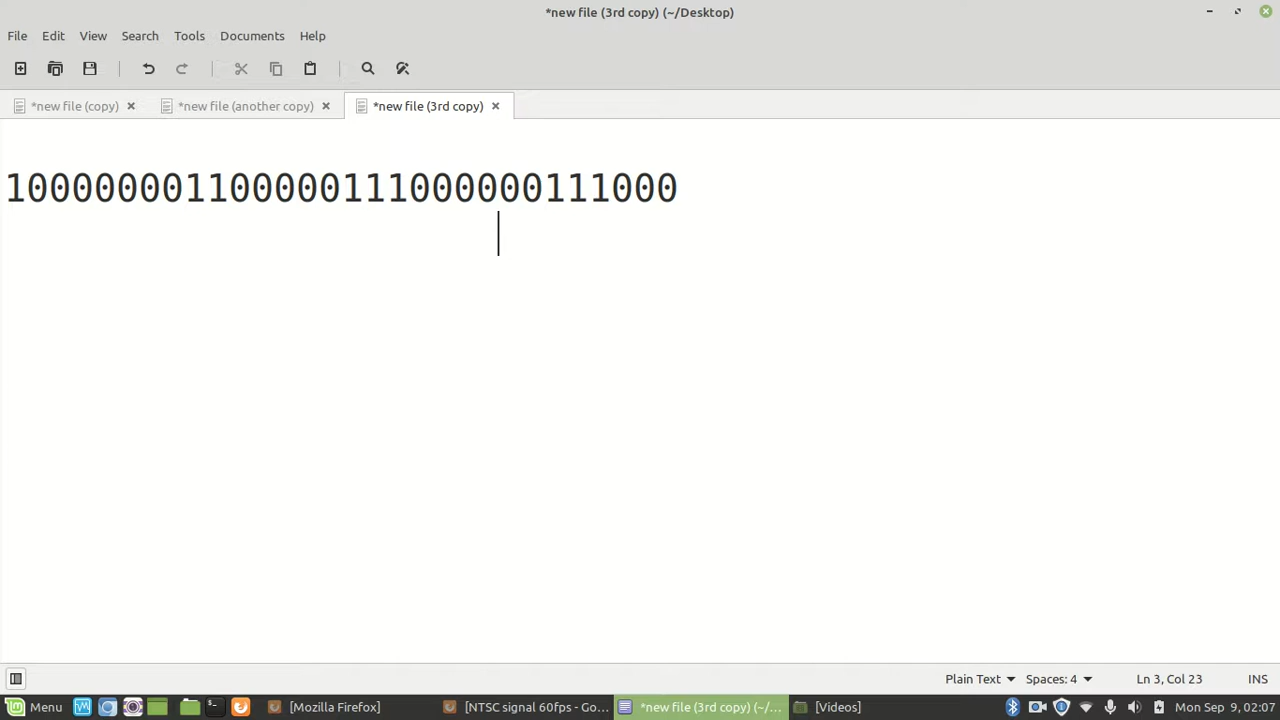 *new file (3rd copy) (~/Desktop)
File Edit View Search Tools Documents Help
*new file (copy) *new file (another copy) *new file (3rd copy)
100000001100000111000000111000
Plain Text Spaces: 4 Ln 3, Col 23 INS
Menu [Mozilla Firefox] [NTSC signal 60fps - Go... *new file (3rd copy) (~/... [Videos] Mon Sep 9, 02:07